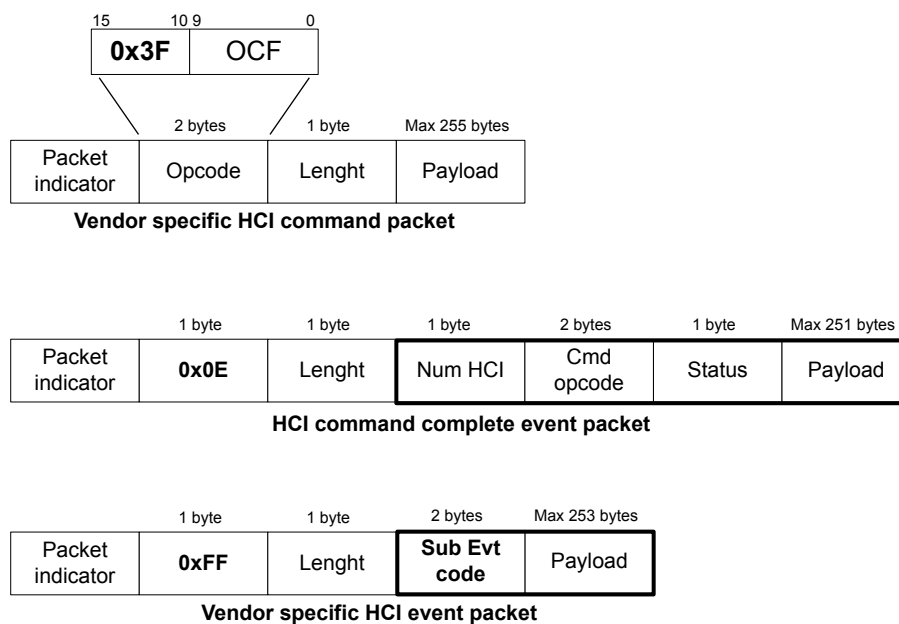 15 10 9 0
0x3F OCF
2 bytes 1 byte Max 255 bytes
Packet indicator Opcode Lenght Payload
Vendor specific HCI command packet
1 byte 1 byte 1 byte 2 bytes 1 byte Max 251 bytes
Packet indicator 0x0E Lenght Num HCI Cmd opcode Status Payload
HCI command complete event packet
1 byte 1 byte 2 bytes Max 253 bytes
Packet indicator 0xFF Lenght Sub Evt code Payload
Vendor specific HCI event packet